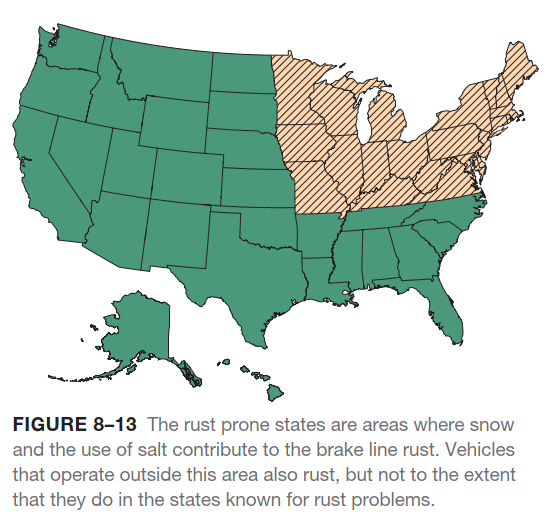 FIGURE 8–13 The rust prone states are areas where snow
and the use of salt contribute to the brake line rust. Vehicles
that operate outside this area also rust, but not to the extent
that they do in the states known for rust problems.